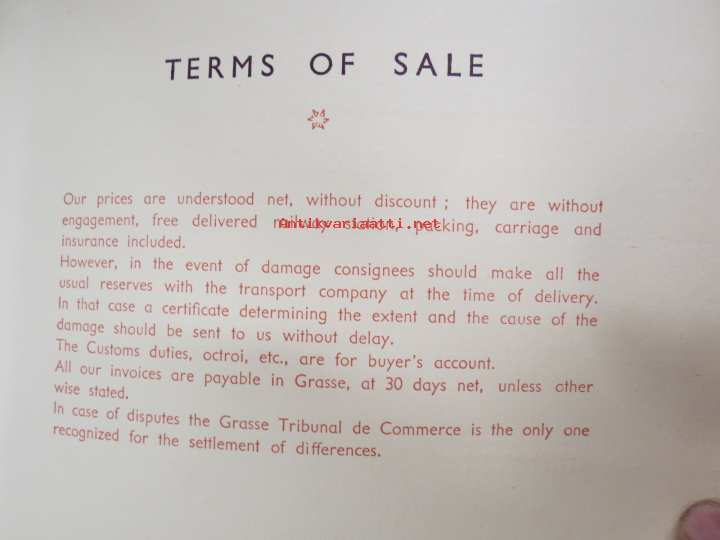 TERMS OF SALE
Our prices are understood net, without discount ; they are without
engagement, free delivered railway station, packing, carriage and
insurance included.
However, in the event of damage consignees should make all the
usual reserves with the transport company at the time of delivery.
In that case a certificate determining the extent and the cause of the
damage should be sent to us without delay.
The Customs duties, octroi, etc., are for buyer's account.
All our invoices are payable in Grasse, at 30 days net, unless other
wise stated.
In case of disputes the Grasse Tribunal de Commerce is the only one
recognized for the settlement of differences.
Antikvariaatti.net